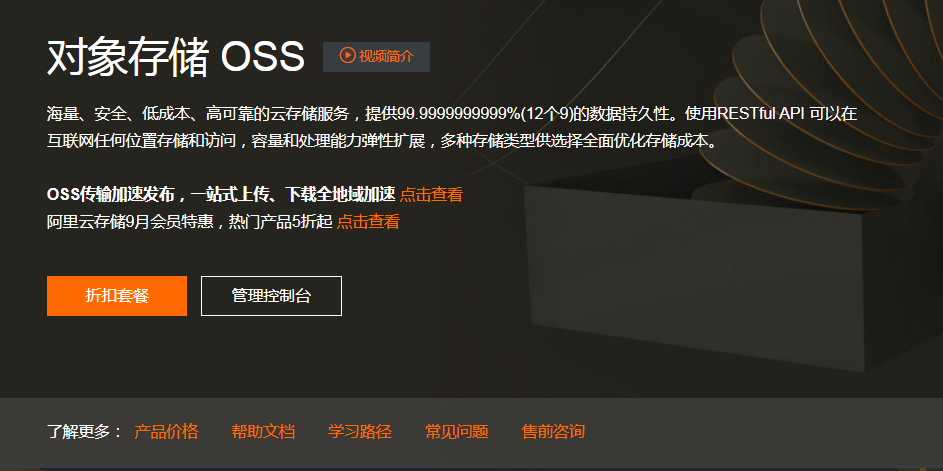 对象存储 OSS 视频简介
海量、安全、低成本、高可靠的云存储服务，提供99.9999999999%(12个9)的数据持久性。使用RESTful API 可以在
互联网任何位置存储和访问，容量和处理能力弹性扩展，多种存储类型供选择全面优化存储成本。
OSS传输加速发布，一站式上传、下载全地域加速 点击查看
阿里云存储9月会员特惠，热门产品5折起 点击查看
折扣套餐 管理控制台
了解更多： 产品价格 帮助文档 学习路径 常见问题 售前咨询